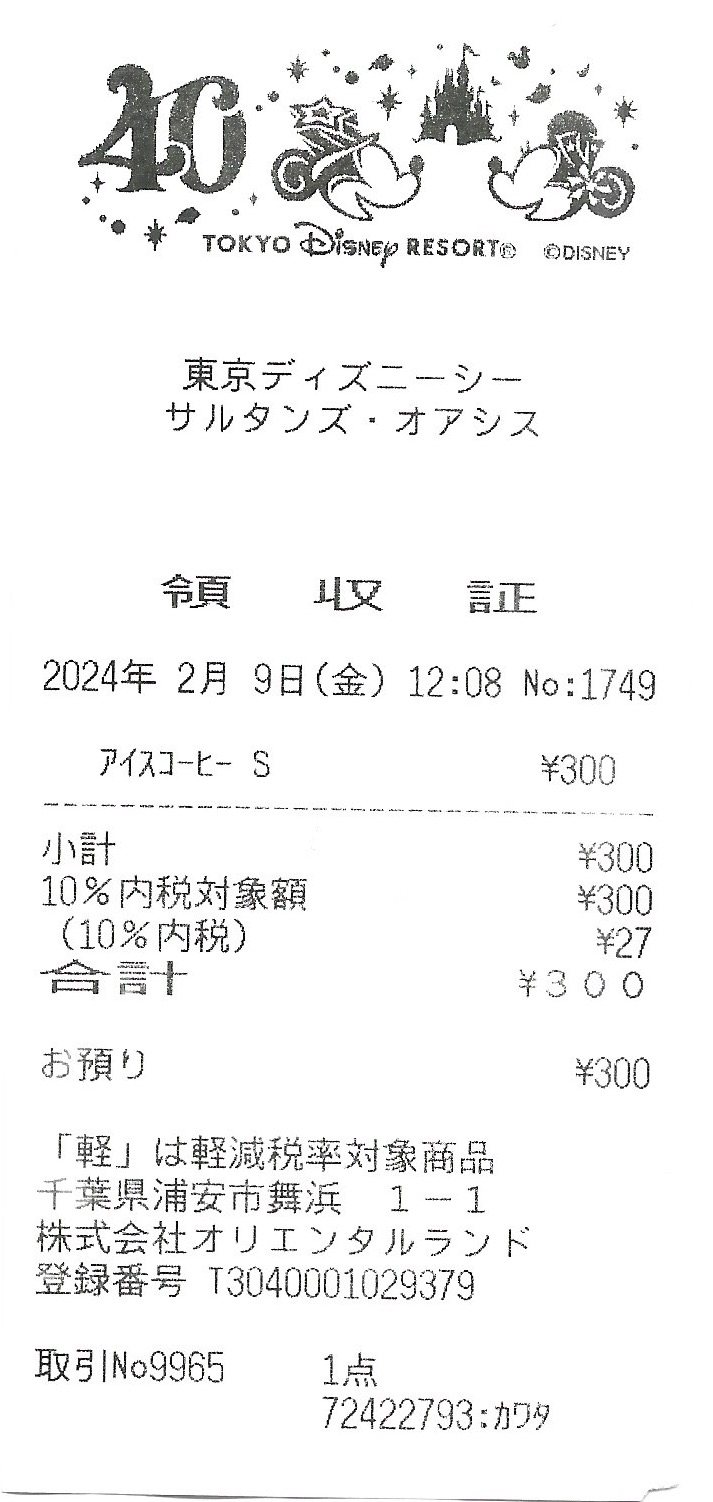 40
TOKYO Disney RESORT® ©DISNEY
東京ディズニーシー
サルタンズ・オアシス
領 収 証
2024年 2月 9日(金) 12:08 No:1749
ｱｲｽｺｰﾋｰ S ¥300
小計 ¥300
10%内税対象額 ¥300
(10%内税) ¥27
合計 ¥３００
お預り ¥300
「軽」は軽減税率対象商品
千葉県浦安市舞浜 １－１
株式会社オリエンタルランド
登録番号 T3040001029379
取引No9965 1点
72422793:ｶﾜﾀ